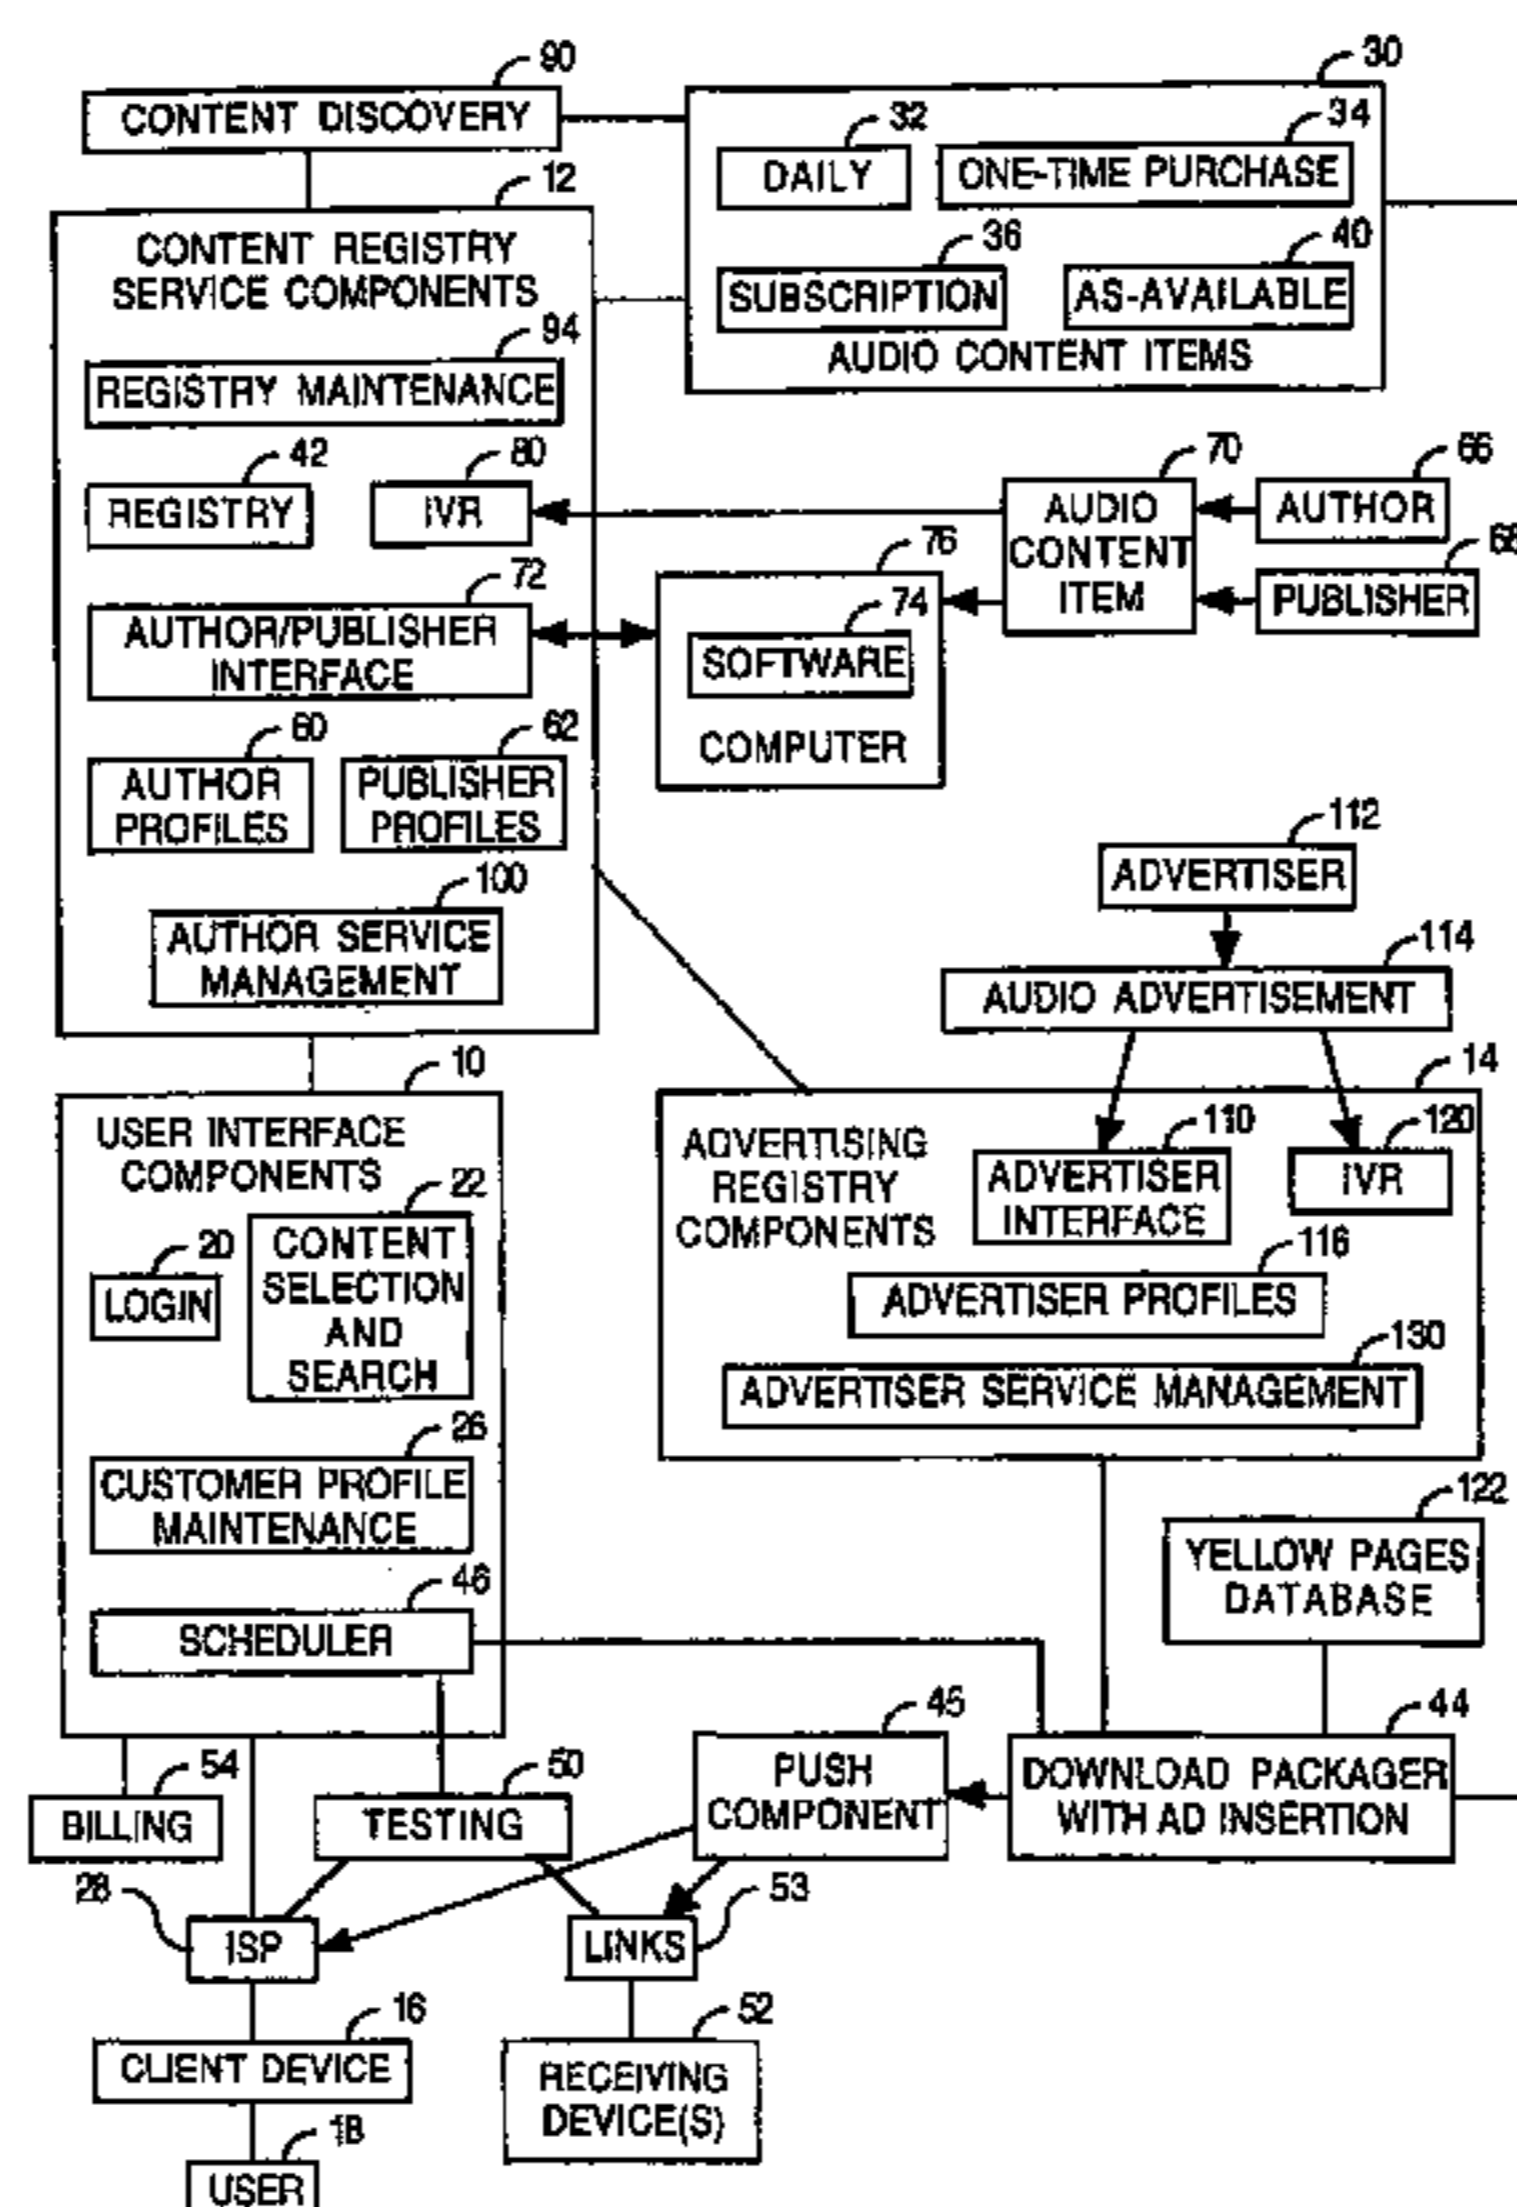 90
CONTENT DISCOVERY
30
32
DAILY
34
ONE-TIME PURCHASE
36
SUBSCRIPTION
40
AS-AVAILABLE
AUDIO CONTENT ITEMS
12
CONTENT REGISTRY
SERVICE COMPONENTS
94
REGISTRY MAINTENANCE
42
REGISTRY
80
IVR
70
AUDIO
CONTENT
ITEM
66
AUTHOR
PUBLISHER
72
AUTHOR/PUBLISHER
INTERFACE
76
74
SOFTWARE
COMPUTER
60
AUTHOR
PROFILES
62
PUBLISHER
PROFILES
100
AUTHOR SERVICE
MANAGEMENT
112
ADVERTISER
114
AUDIO ADVERTISEMENT
10
USER INTERFACE
COMPONENTS
20
LOGIN
22
CONTENT
SELECTION
AND
SEARCH
26
CUSTOMER PROFILE
MAINTENANCE
46
SCHEDULER
14
ADVERTISING
REGISTRY
COMPONENTS
110
ADVERTISER
INTERFACE
120
IVR
116
ADVERTISER PROFILES
130
ADVERTISER SERVICE MANAGEMENT
122
YELLOW PAGES
DATABASE
54
BILLING
50
TESTING
45
PUSH
COMPONENT
44
DOWNLOAD PACKAGER
WITH AD INSERTION
28
ISP
53
LINKS
16
CLIENT DEVICE
52
RECEIVING
DEVICE(S)
18
USER